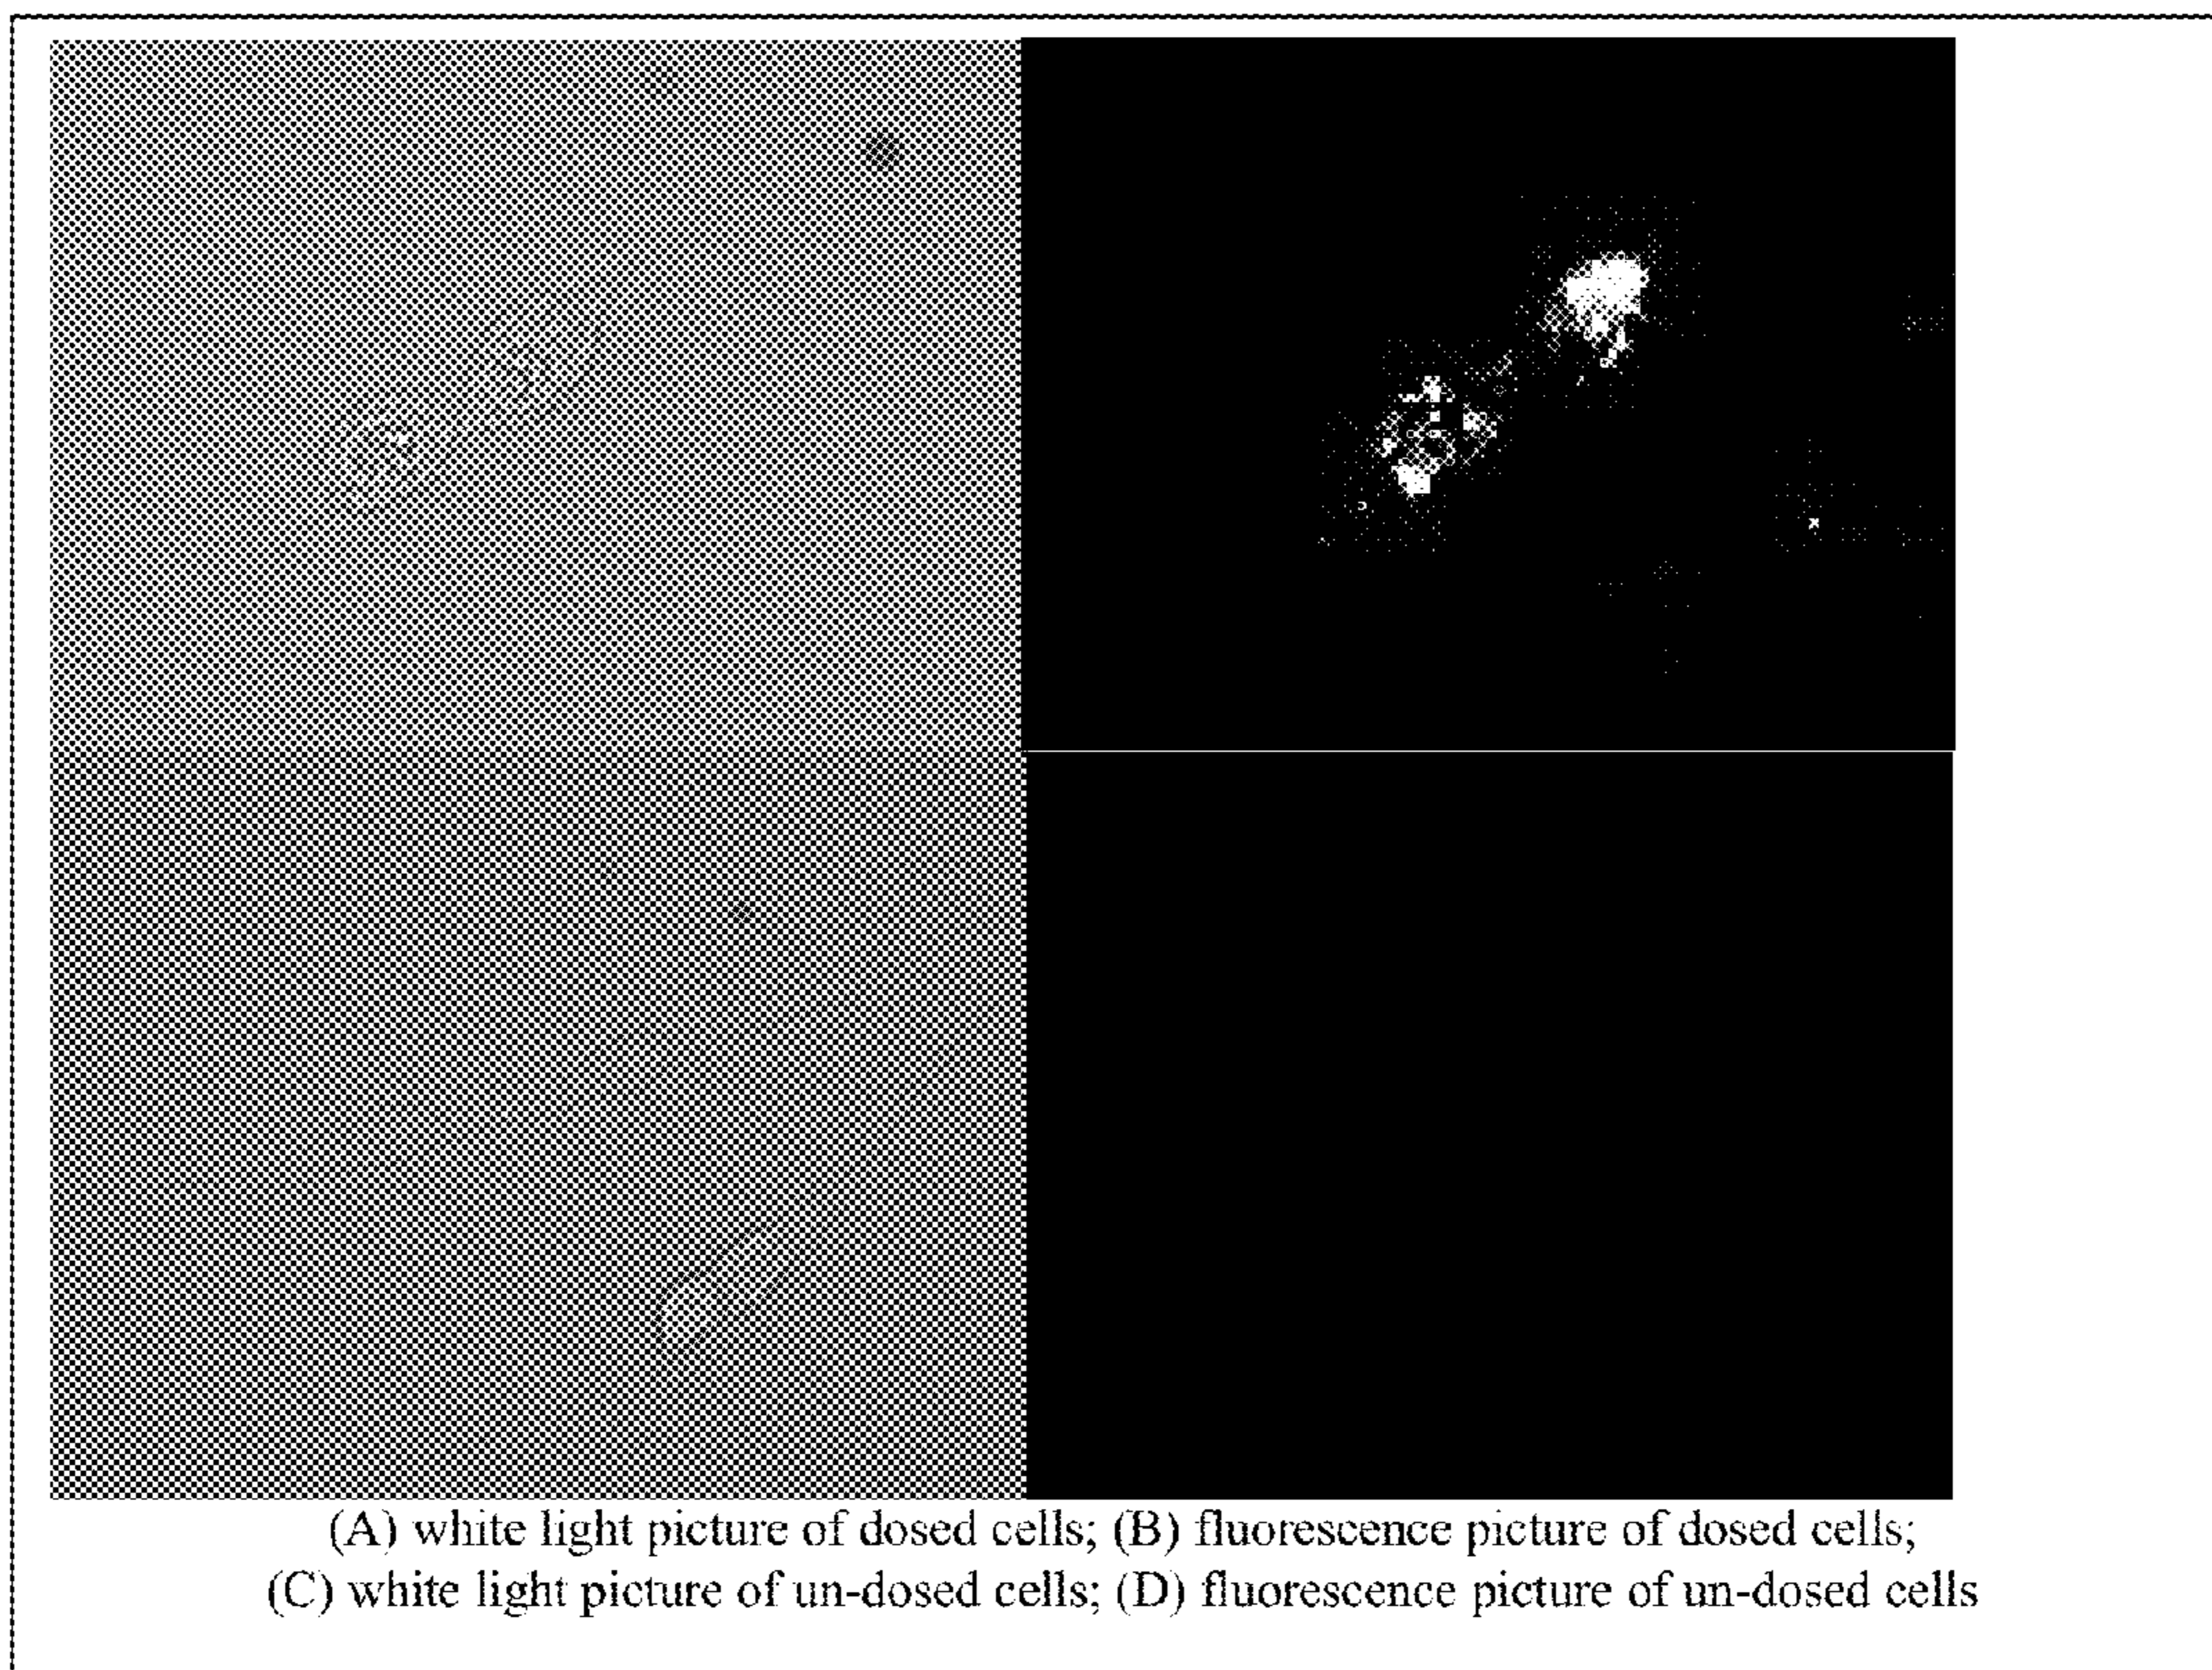 (A) white light picture of dosed cells; (B) fluorescence picture of dosed cells;
(C) white light picture of un-dosed cells; (D) fluorescence picture of un-dosed cells